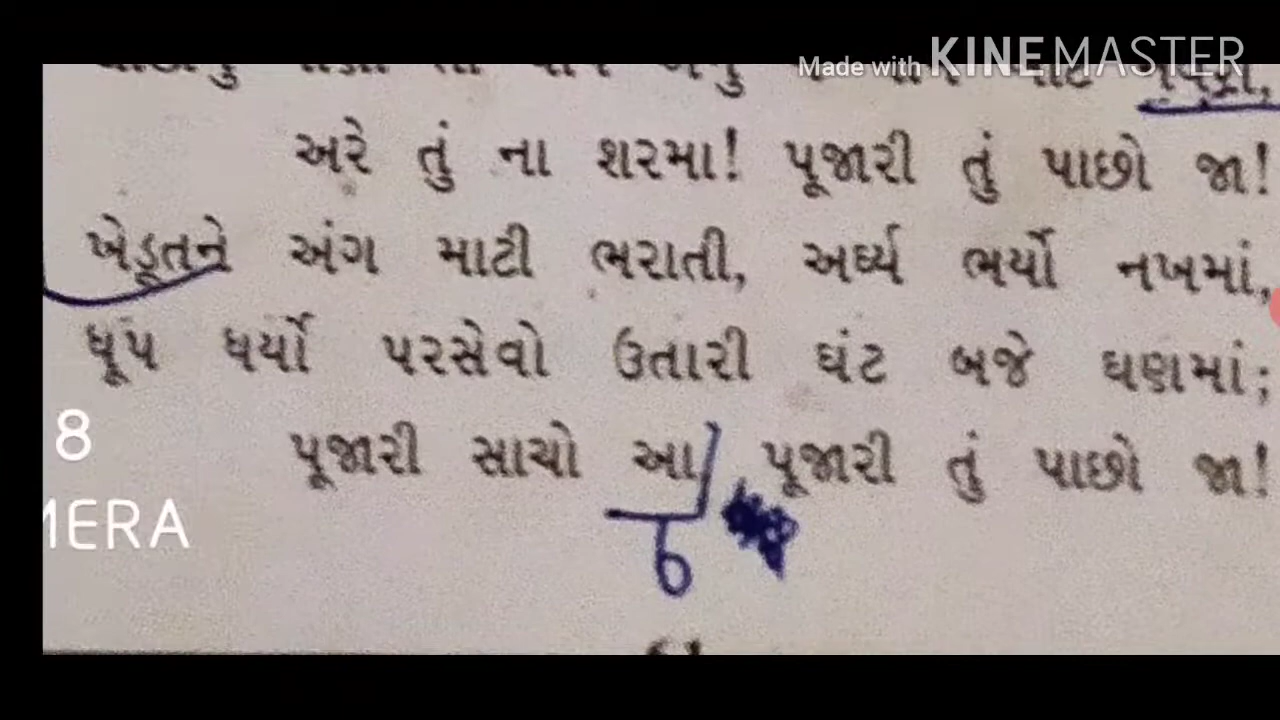 Made with KINEMASTER
અરે તું ના શરમા! પૂજારી તું પાછો જા!
ખેડૂતને અંગ માટી ભરાતી, અર્ઘ્ય ભર્યો નખમાં,
ધૂપ ધર્યો પરસેવો ઉતારી ઘંટ બજે ઘણમાં;
8
પૂજારી સાચો આ પૂજારી તું પાછો જા!
MERA
6